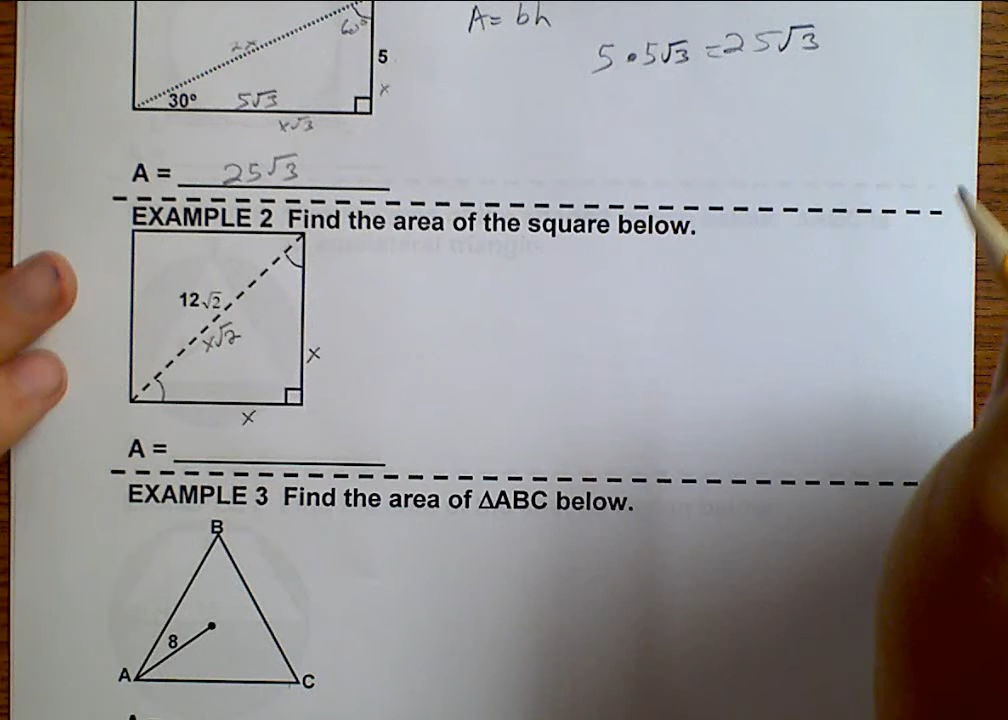 60°
A = bh
5 • 5√3 = 25√3
2x
5
x
30°
5√3
x√3
A = 25√3
EXAMPLE 2 Find the area of the square below.
12√2
x√2
x
x
A =
EXAMPLE 3 Find the area of ΔABC below.
B
8
A
C